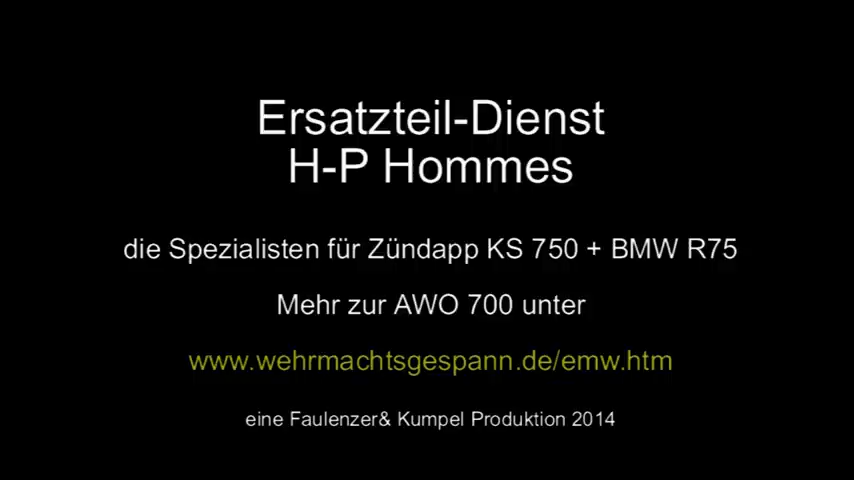 Ersatzteil-Dienst
H-P Hommes
die Spezialisten für Zündapp KS 750 + BMW R75
Mehr zur AWO 700 unter
www.wehrmachtsgespann.de/emw.htm
eine Faulenzer& Kumpel Produktion 2014